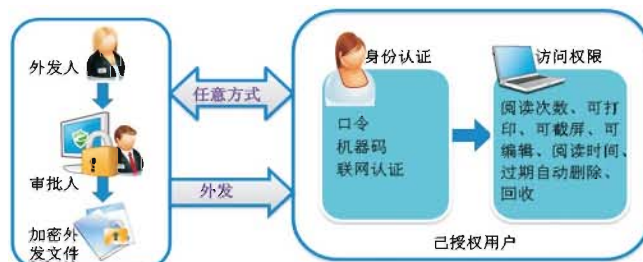 外发人
审批人
加密外
发文件
任意方式
外发
身份认证
口令
机器码
联网认证
访问权限
阅读次数、可打
印、可截屏、可
编辑、阅读时间、
过期自动删除、
回收
己授权用户